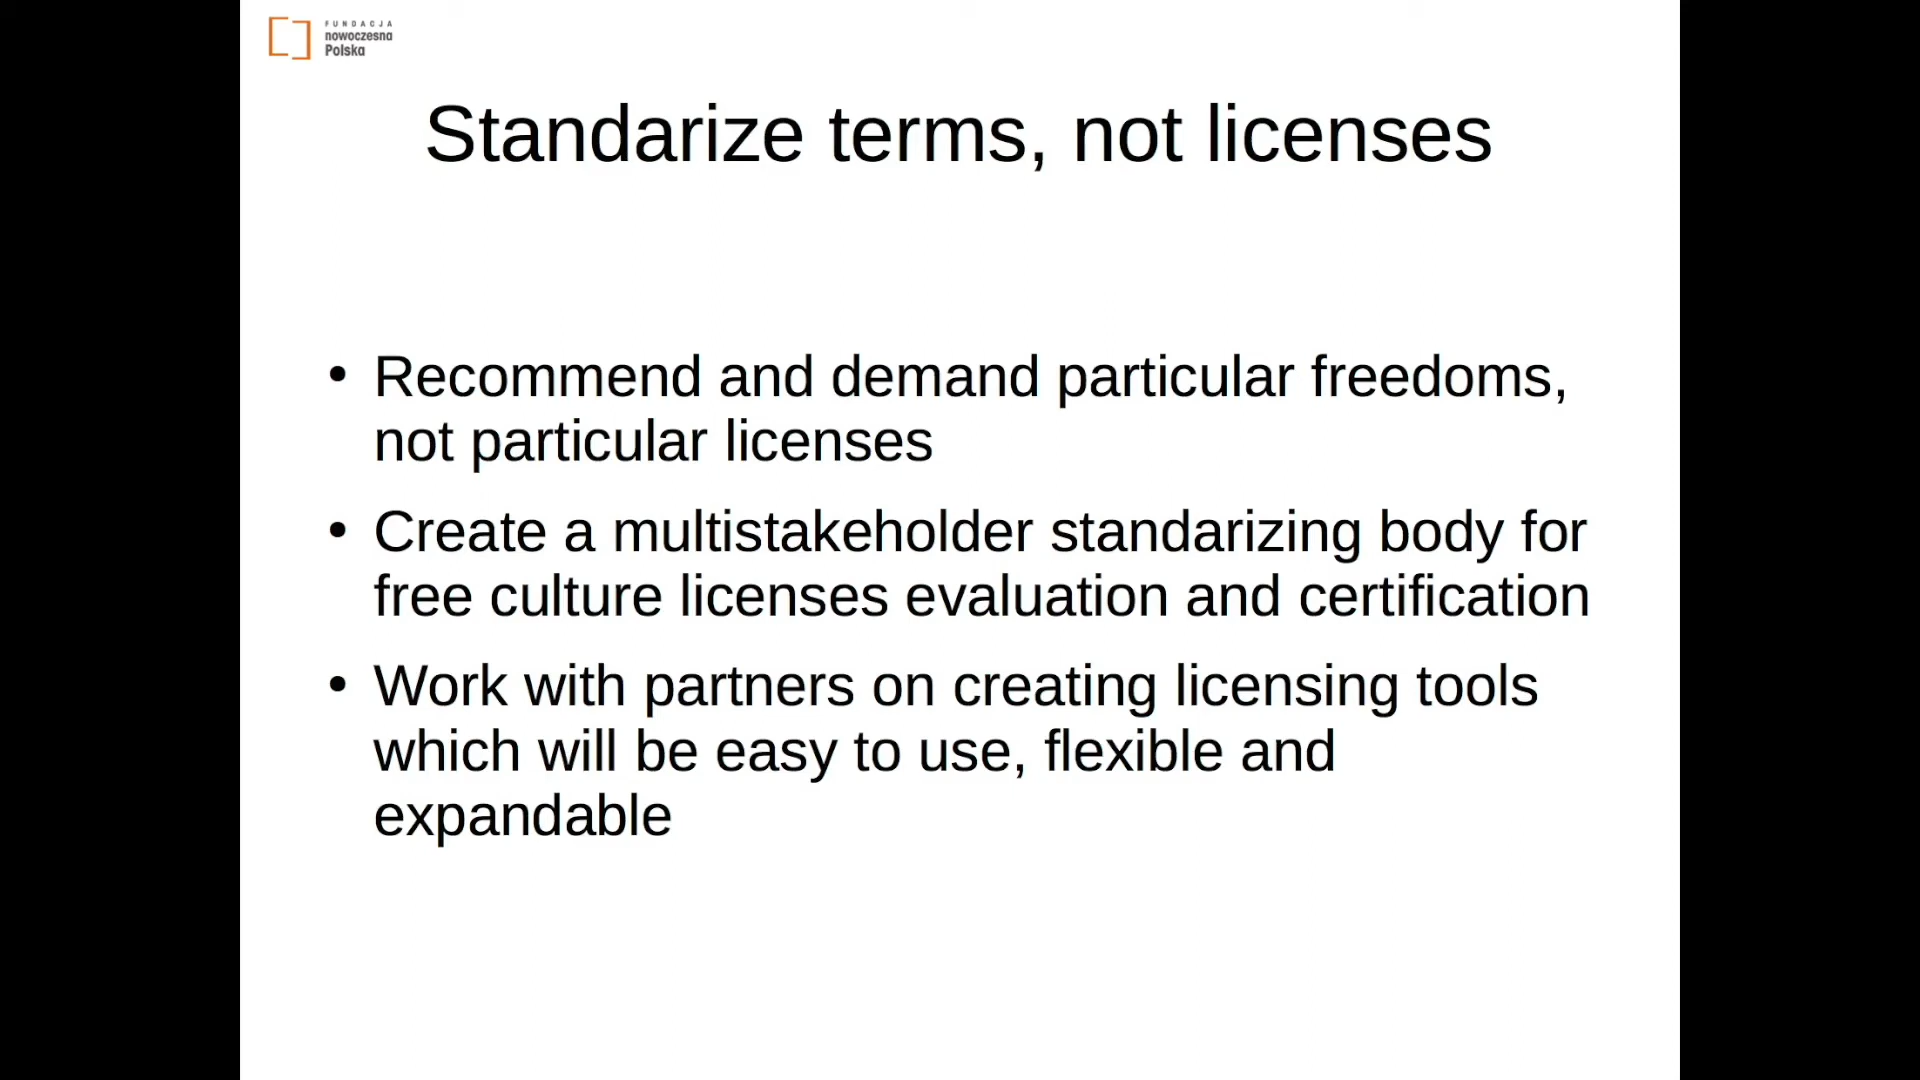 FUNDACJA
nowoczesna
Polska
Standarize terms, not licenses
• Recommend and demand particular freedoms,
not particular licenses
• Create a multistakeholder standarizing body for
free culture licenses evaluation and certification
• Work with partners on creating licensing tools
which will be easy to use, flexible and
expandable